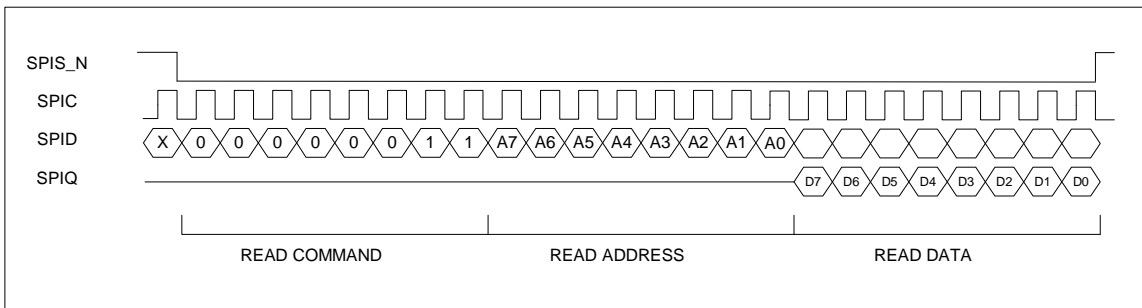 SPIS_N
SPIC
SPID X 0 0 0 0 0 0 1 1 A7 A6 A5 A4 A3 A2 A1 A0
SPIQ D7 D6 D5 D4 D3 D2 D1 D0
READ COMMAND READ ADDRESS READ DATA